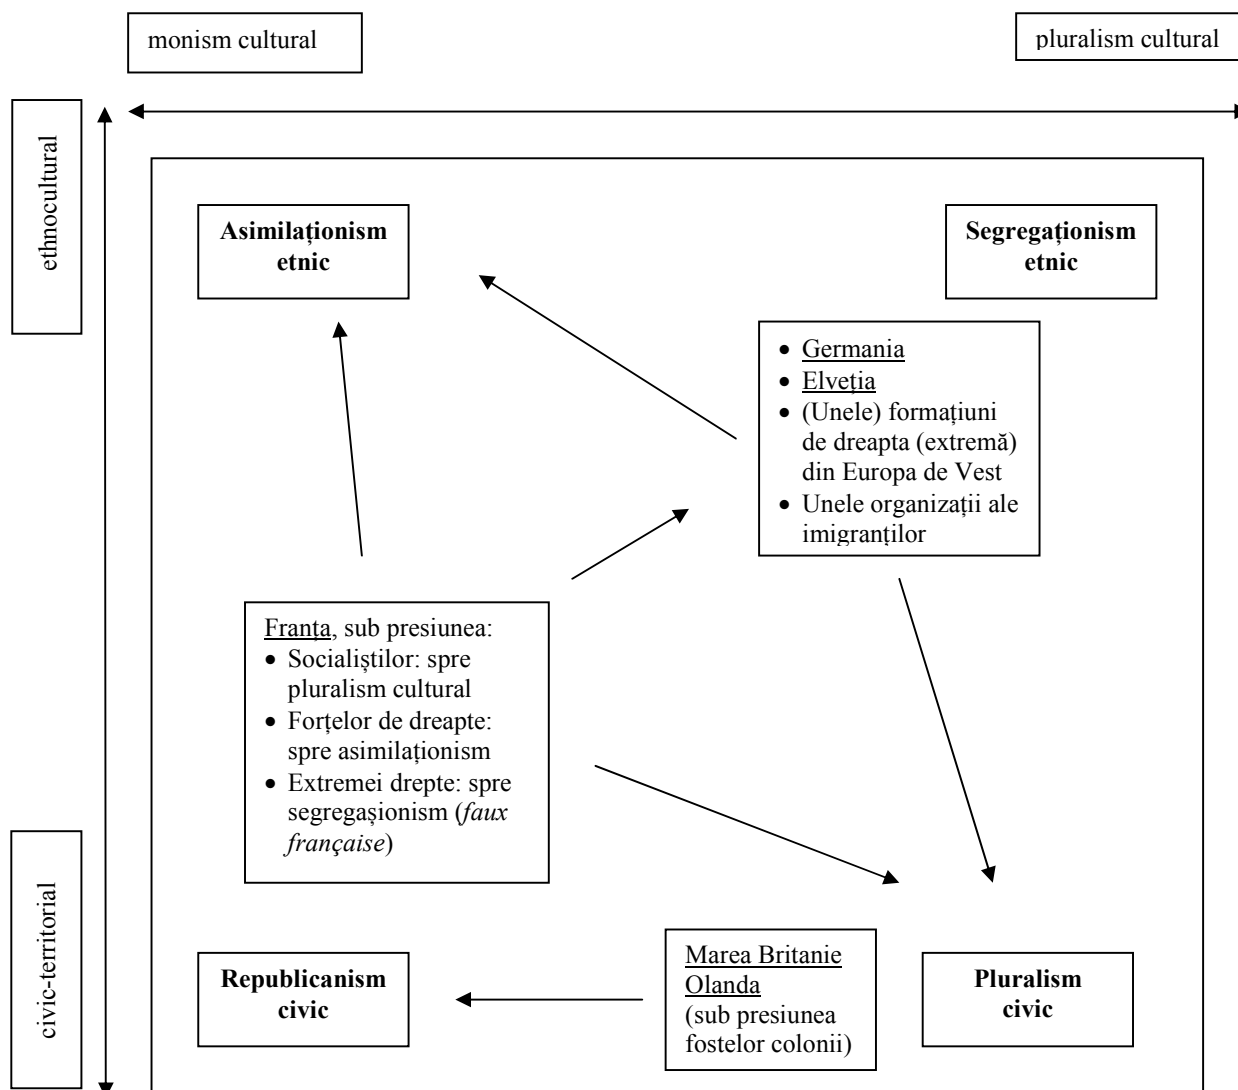 monism cultural
pluralism cultural
ethnocultural
Asimilaționism
etnic
Segregaționism
etnic
• Germania
• Elveția
• (Unele) formațiuni
de dreapta (extremă)
din Europa de Vest
• Unele organizații ale
imigranților
Franța, sub presiunea:
• Socialiștilor: spre
pluralism cultural
• Forțelor de dreapte:
spre asimilaționism
• Extremei drepte: spre
segregașionism (faux
française)
civic-territorial
Republicanism
civic
Marea Britanie
Olanda
(sub presiunea
fostelor colonii)
Pluralism
civic